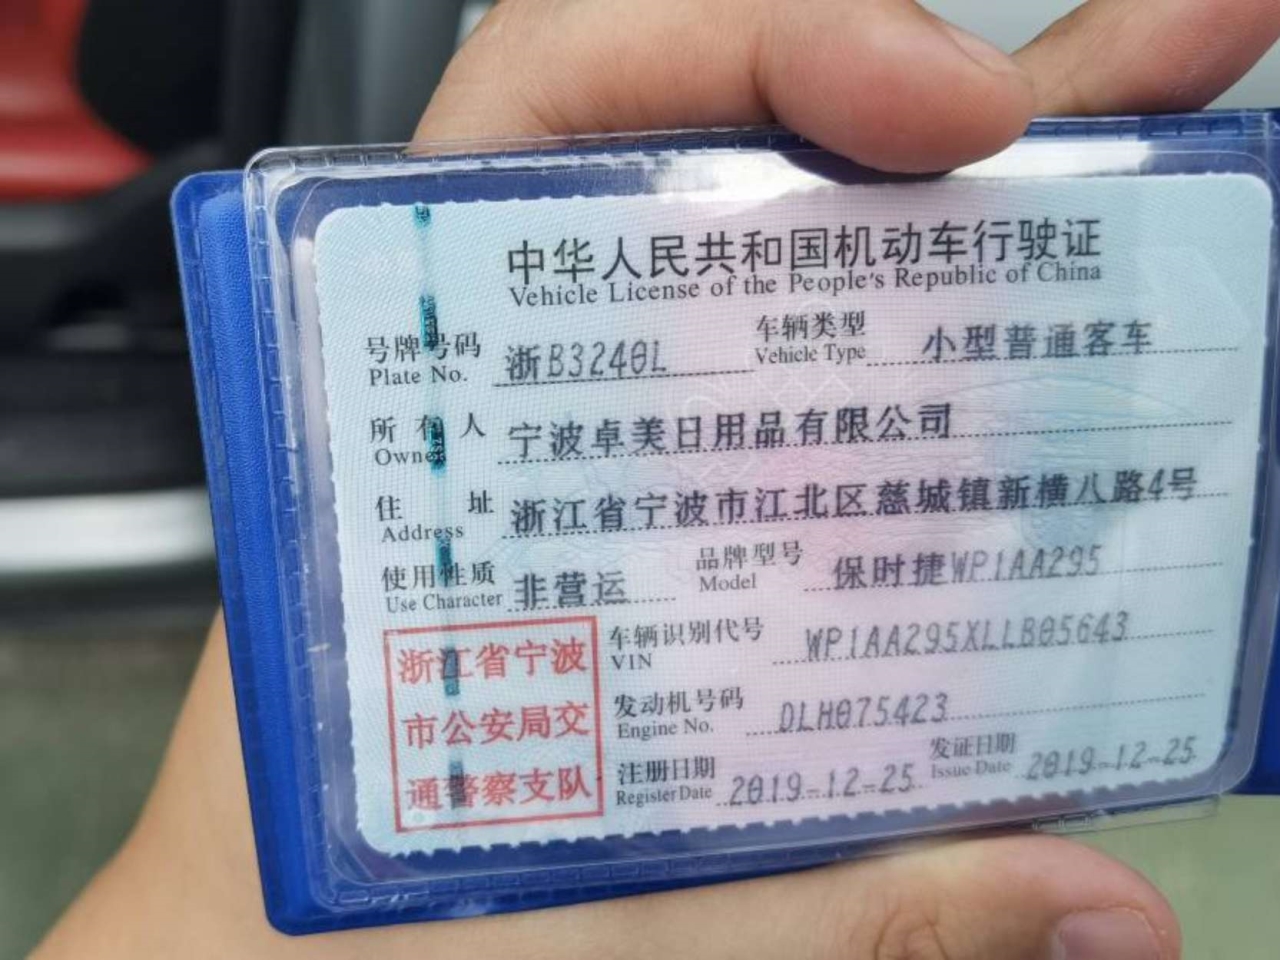 中华人民共和国机动车行驶证
Vehicle License of the People's Republic of China
号牌号码 浙B3240L 车辆类型 小型普通客车
Plate No. Vehicle Type
所有人 宁波卓美日用品有限公司
Owner
住址 浙江省宁波市江北区慈城镇新横八路4号
Address
使用性质 非营运 品牌型号 保时捷WP1AA295
Use Character Model
车辆识别代号 WP1AA295XLLB05643
VIN
发动机号码 DLH075423
Engine No.
注册日期 2019-12-25 发证日期 2019-12-25
Register Date Issue Date
浙江省宁波
市公安局交
通警察支队